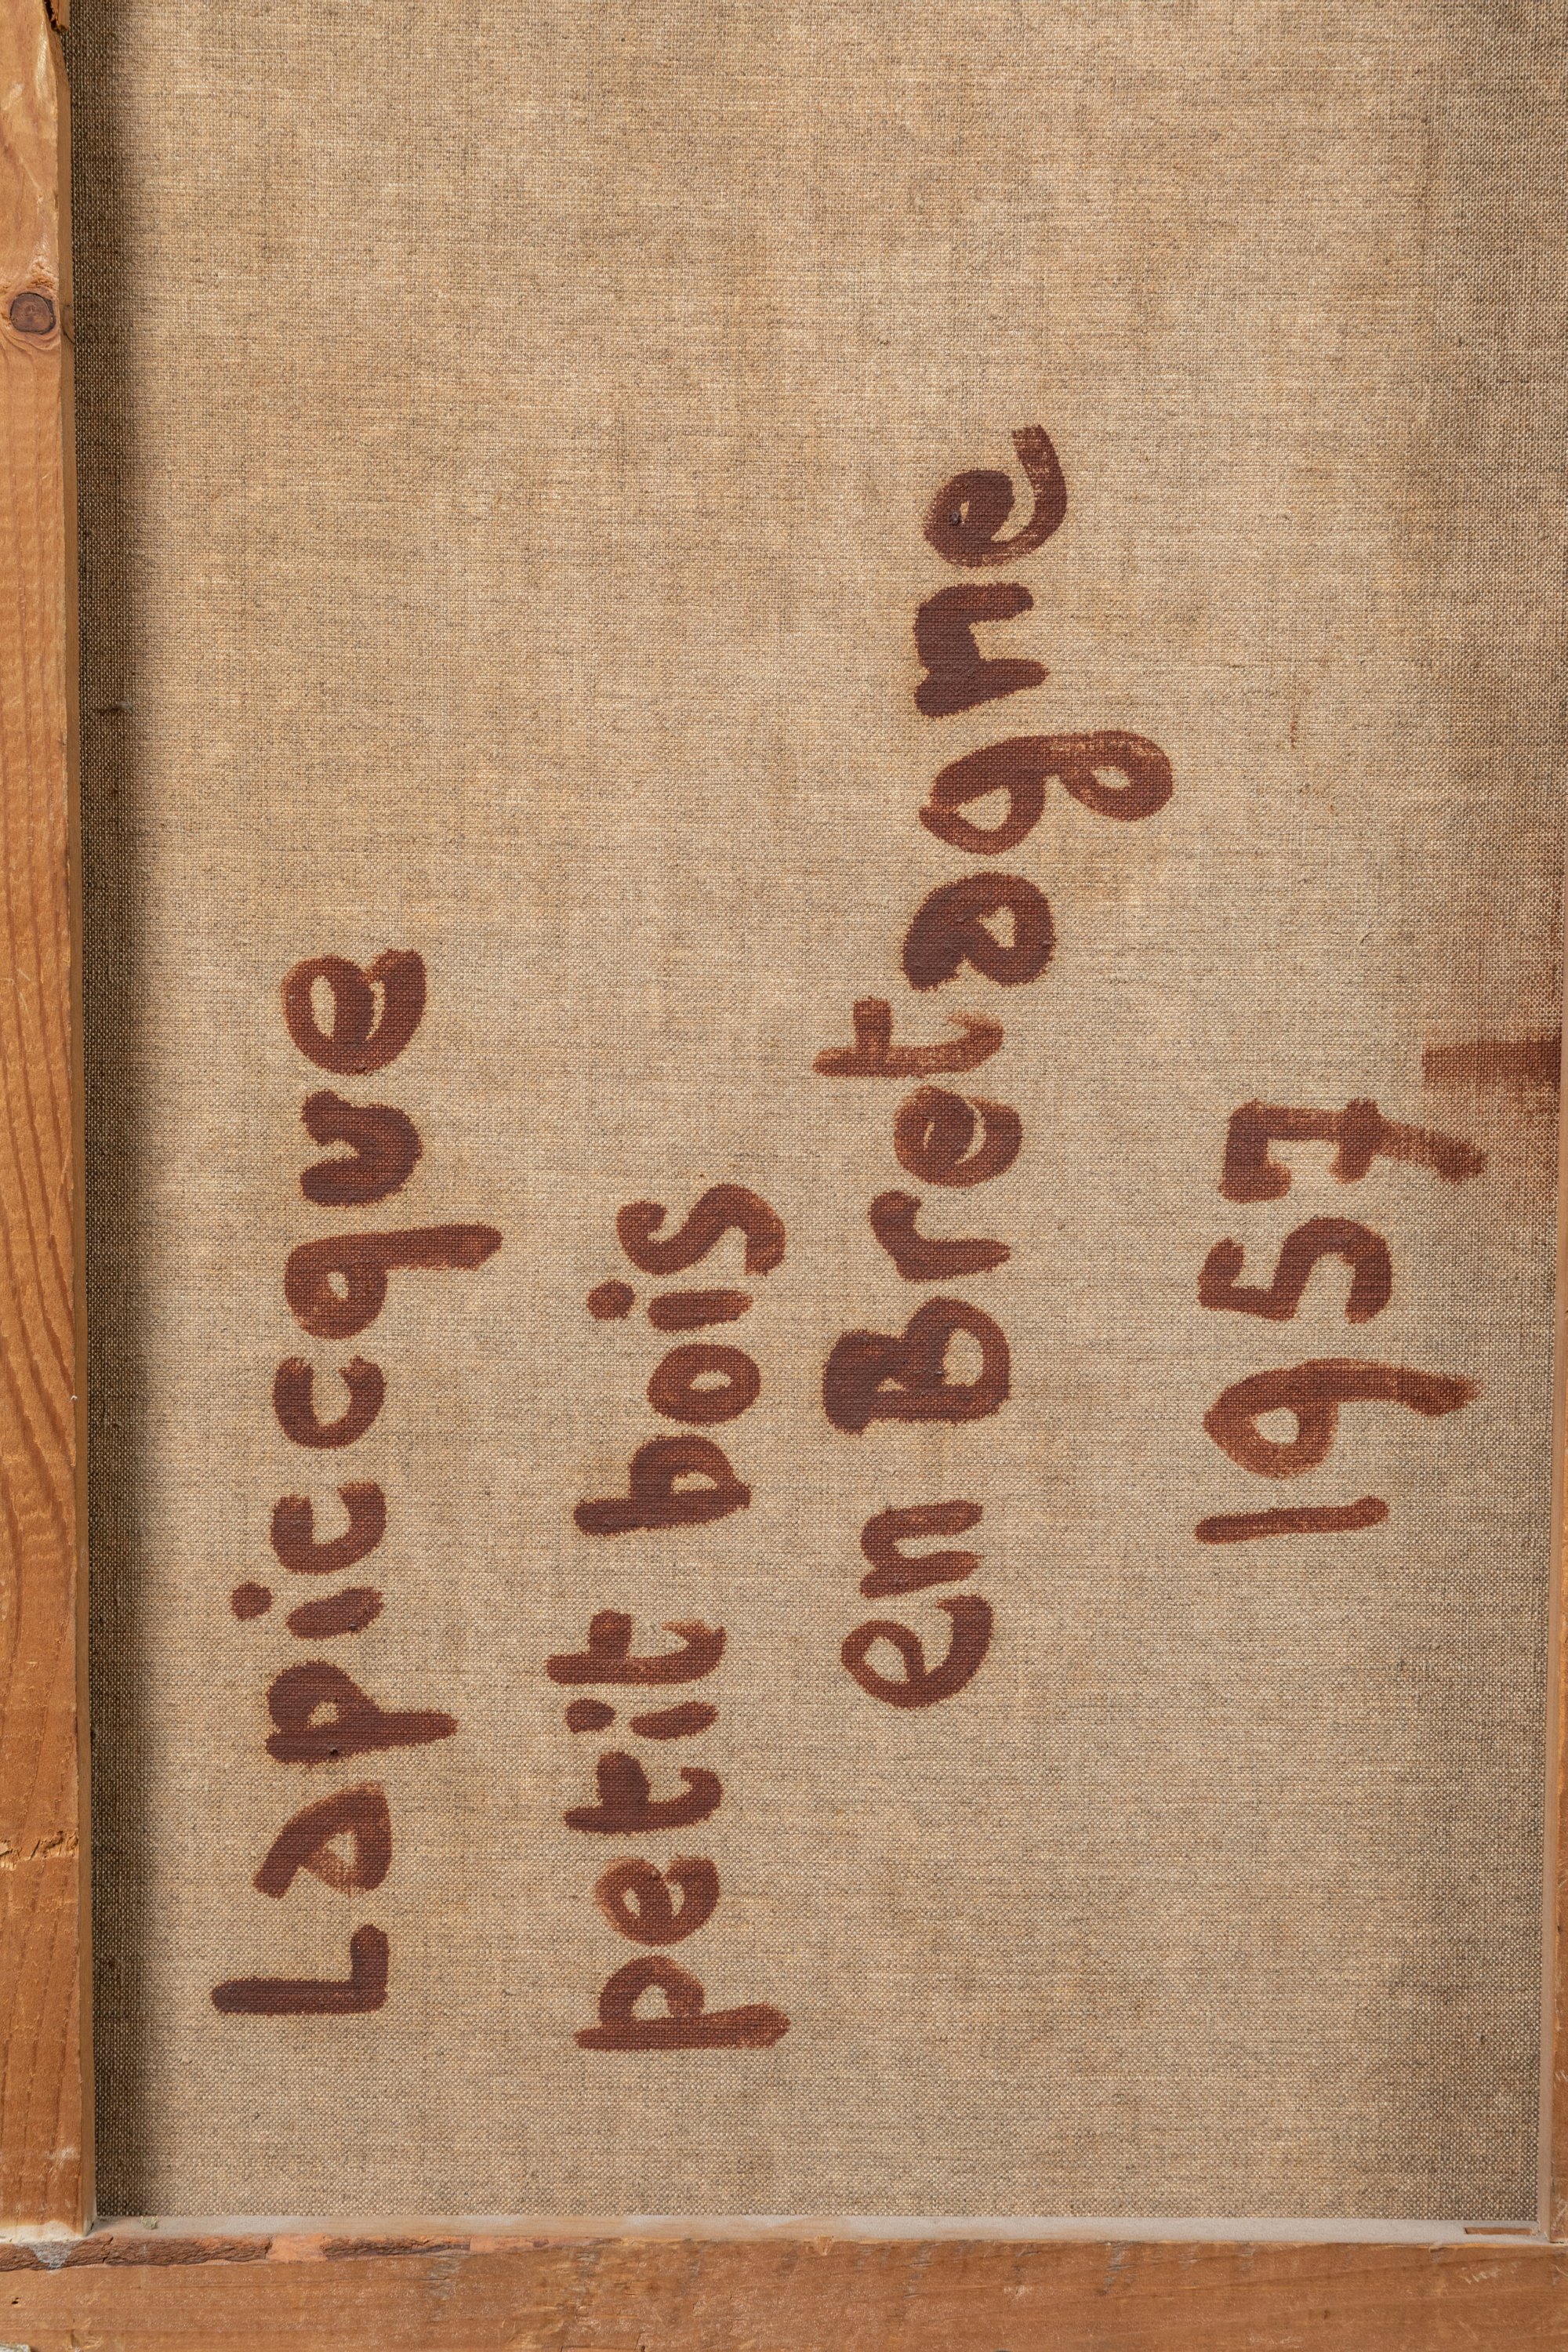 Lapicque
petit bois
en Bretagne
1957